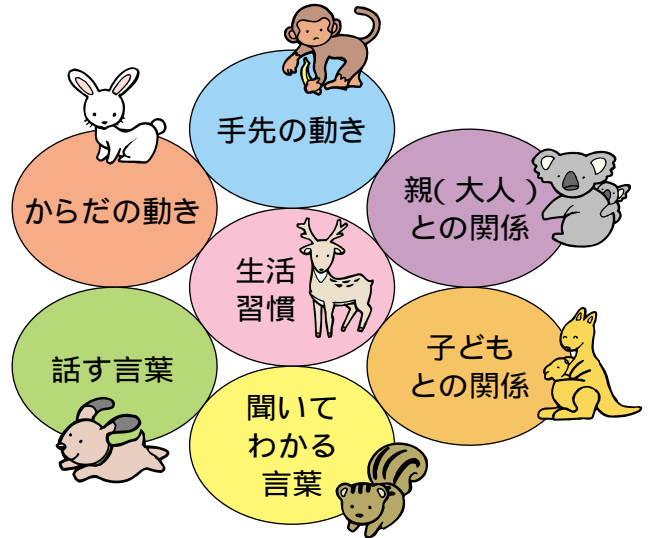 手先の動き
からだの動き
親(大人)
との関係
生活
習慣
話す言葉
子ども
との関係
聞いて
わかる
言葉